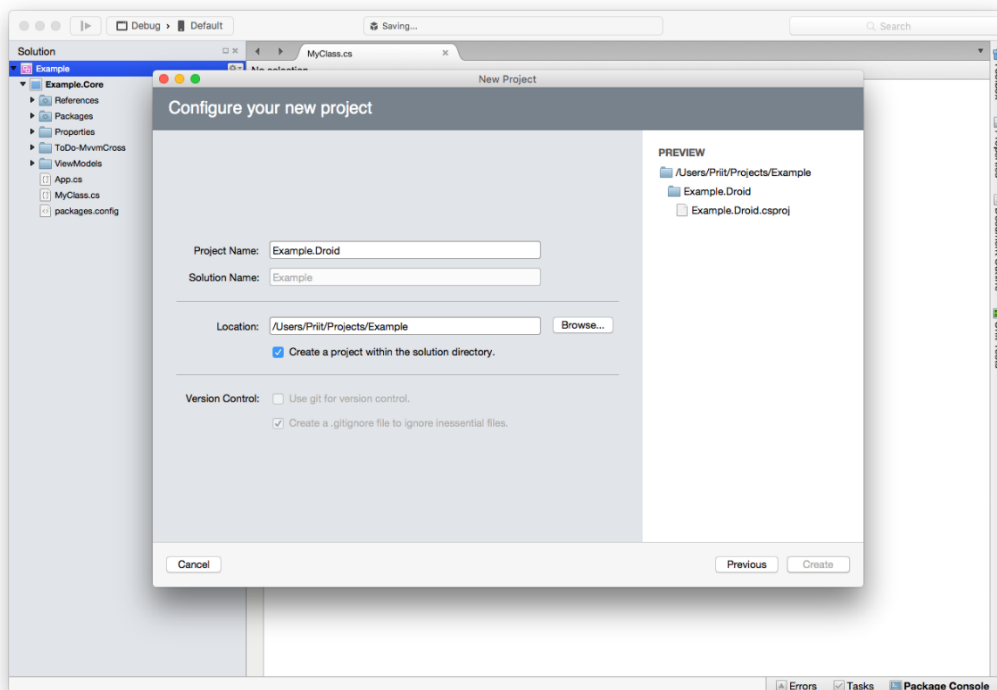 Debug › Default
Saving...
Search
Solution
MyClass.cs
Example
No selection
Example.Core
References
Packages
Properties
ToDo-MvvmCross
ViewModels
App.cs
MyClass.cs
packages.config
New Project
Configure your new project
Project Name: Example.Droid
Solution Name: Example
Location: /Users/Priit/Projects/Example
Browse...
Create a project within the solution directory.
Version Control: Use git for version control.
Create a .gitignore file to ignore inessential files.
PREVIEW
/Users/Priit/Projects/Example
Example.Droid
Example.Droid.csproj
Cancel
Previous
Create
Errors
Tasks
Package Console